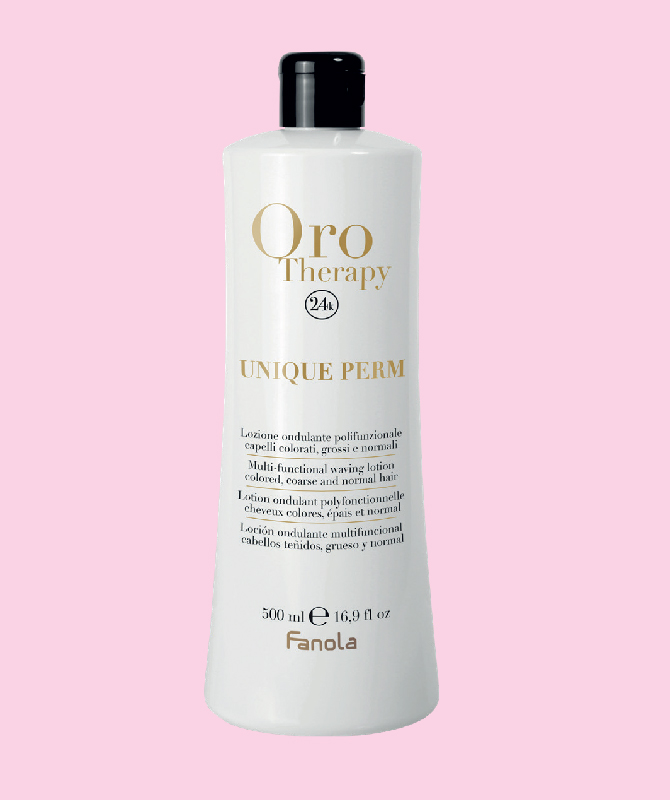 Oro
Therapy
24k
UNIQUE PERM
Lozione ondulante polifunzionale
capelli colorati, grossi e normali
Multi-functional waving lotion
colored, coarse and normal hair
Lotion ondulant polyfonctionnelle
cheveux colores, épais et normal
Loción ondulante multifuncional
cabellos teñidos, grueso y normal
500 ml ℮ 16,9 fl oz
Fanola